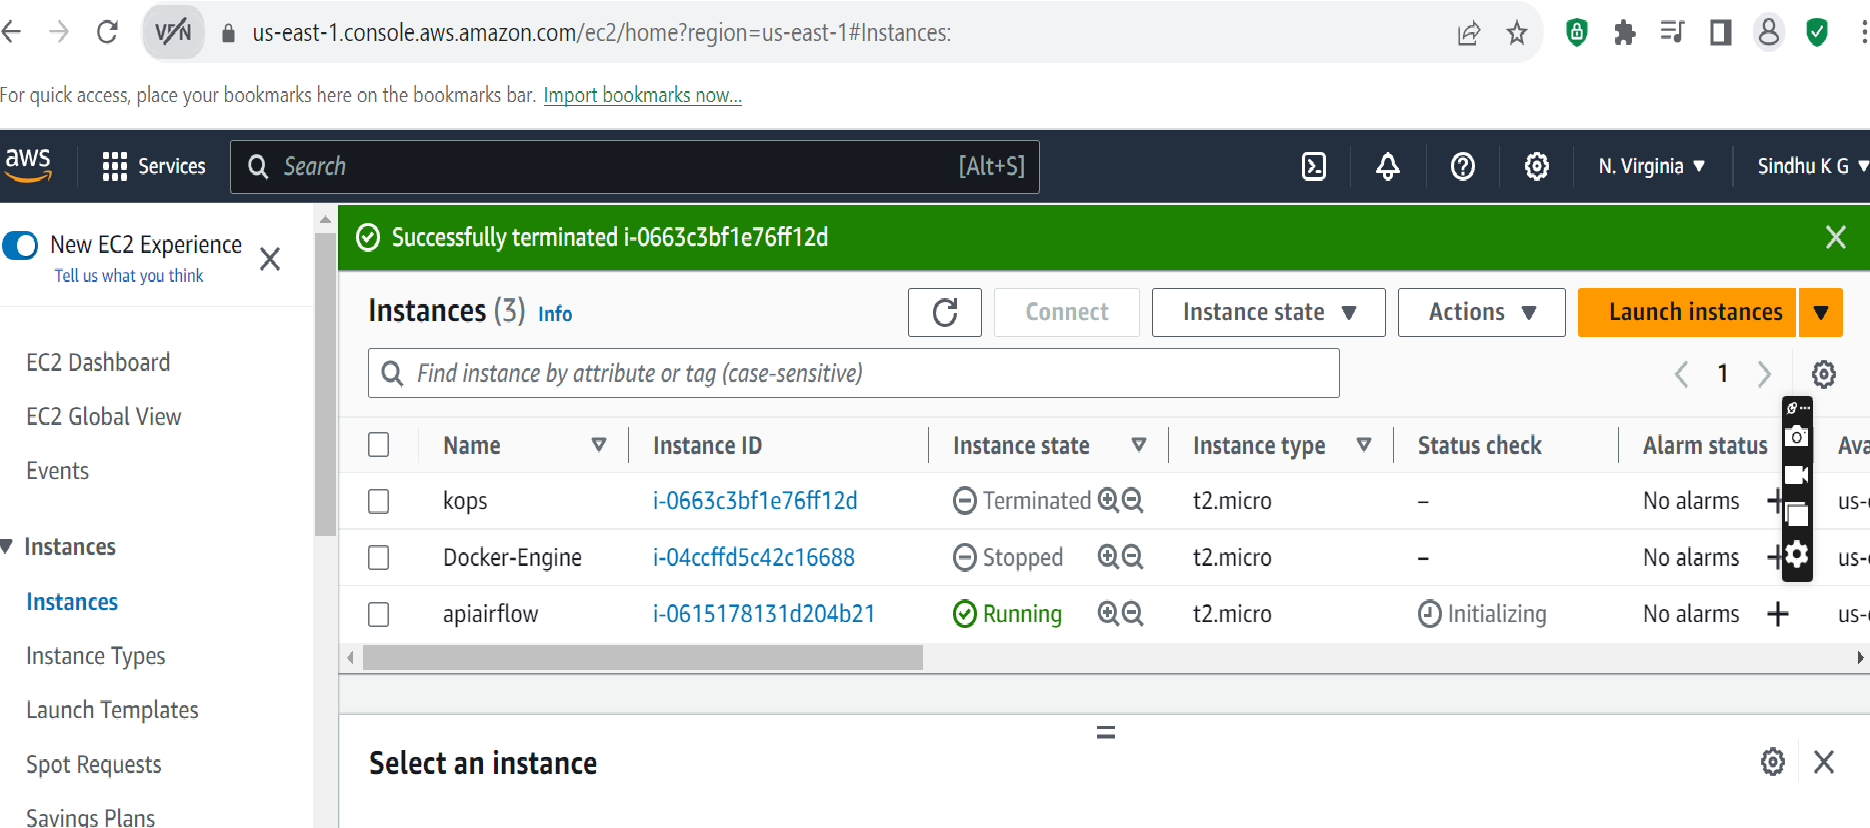 VPN
us-east-1.console.aws.amazon.com/ec2/home?region=us-east-1#Instances:
For quick access, place your bookmarks here on the bookmarks bar. Import bookmarks now...
aws
Services
Search
[Alt+S]
N. Virginia
Sindhu K G
New EC2 Experience
Tell us what you think
Successfully terminated i-0663c3bf1e76ff12d
Instances (3) Info
Connect
Instance state
Actions
Launch instances
Find instance by attribute or tag (case-sensitive)
1
EC2 Dashboard
EC2 Global View
Events
Instances
Instances
Instance Types
Launch Templates
Spot Requests
Savings Plans
Name Instance ID Instance state Instance type Status check Alarm status Ava
kops i-0663c3bf1e76ff12d Terminated t2.micro – No alarms us-
Docker-Engine i-04ccffd5c42c16688 Stopped t2.micro – No alarms us-
apiairflow i-0615178131d204b21 Running t2.micro Initializing No alarms us-
Select an instance